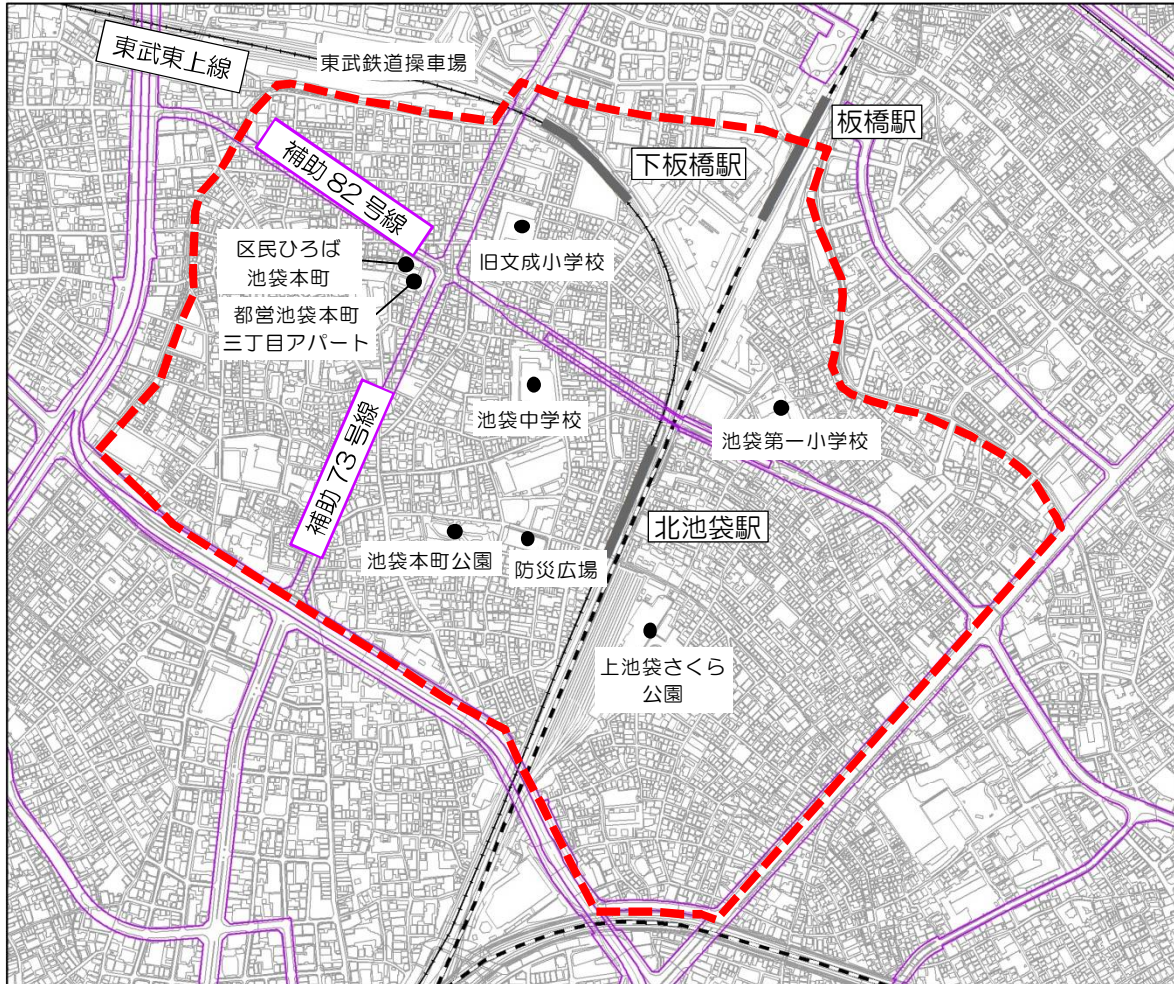 東武東上線
東武鉄道操車場
板橋駅
下板橋駅
補助82号線
旧文成小学校
区民ひろば
池袋本町
都営池袋本町
三丁目アパート
池袋中学校
池袋第一小学校
補助73号線
北池袋駅
池袋本町公園
防災広場
上池袋さくら
公園